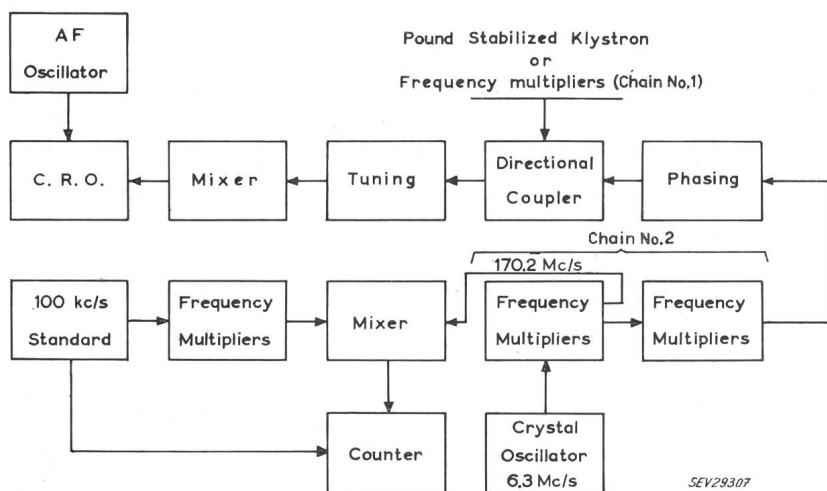 AF
Oscillator
Pound Stabilized Klystron
or
Frequency multipliers (Chain No.1)
C. R. O.
Mixer
Tuning
Directional
Coupler
Phasing
Chain No.2
170.2 Mc/s
100 kc/s
Standard
Frequency
Multipliers
Mixer
Frequency
Multipliers
Frequency
Multipliers
Counter
Crystal
Oscillator
6.3 Mc/s
SEV29307